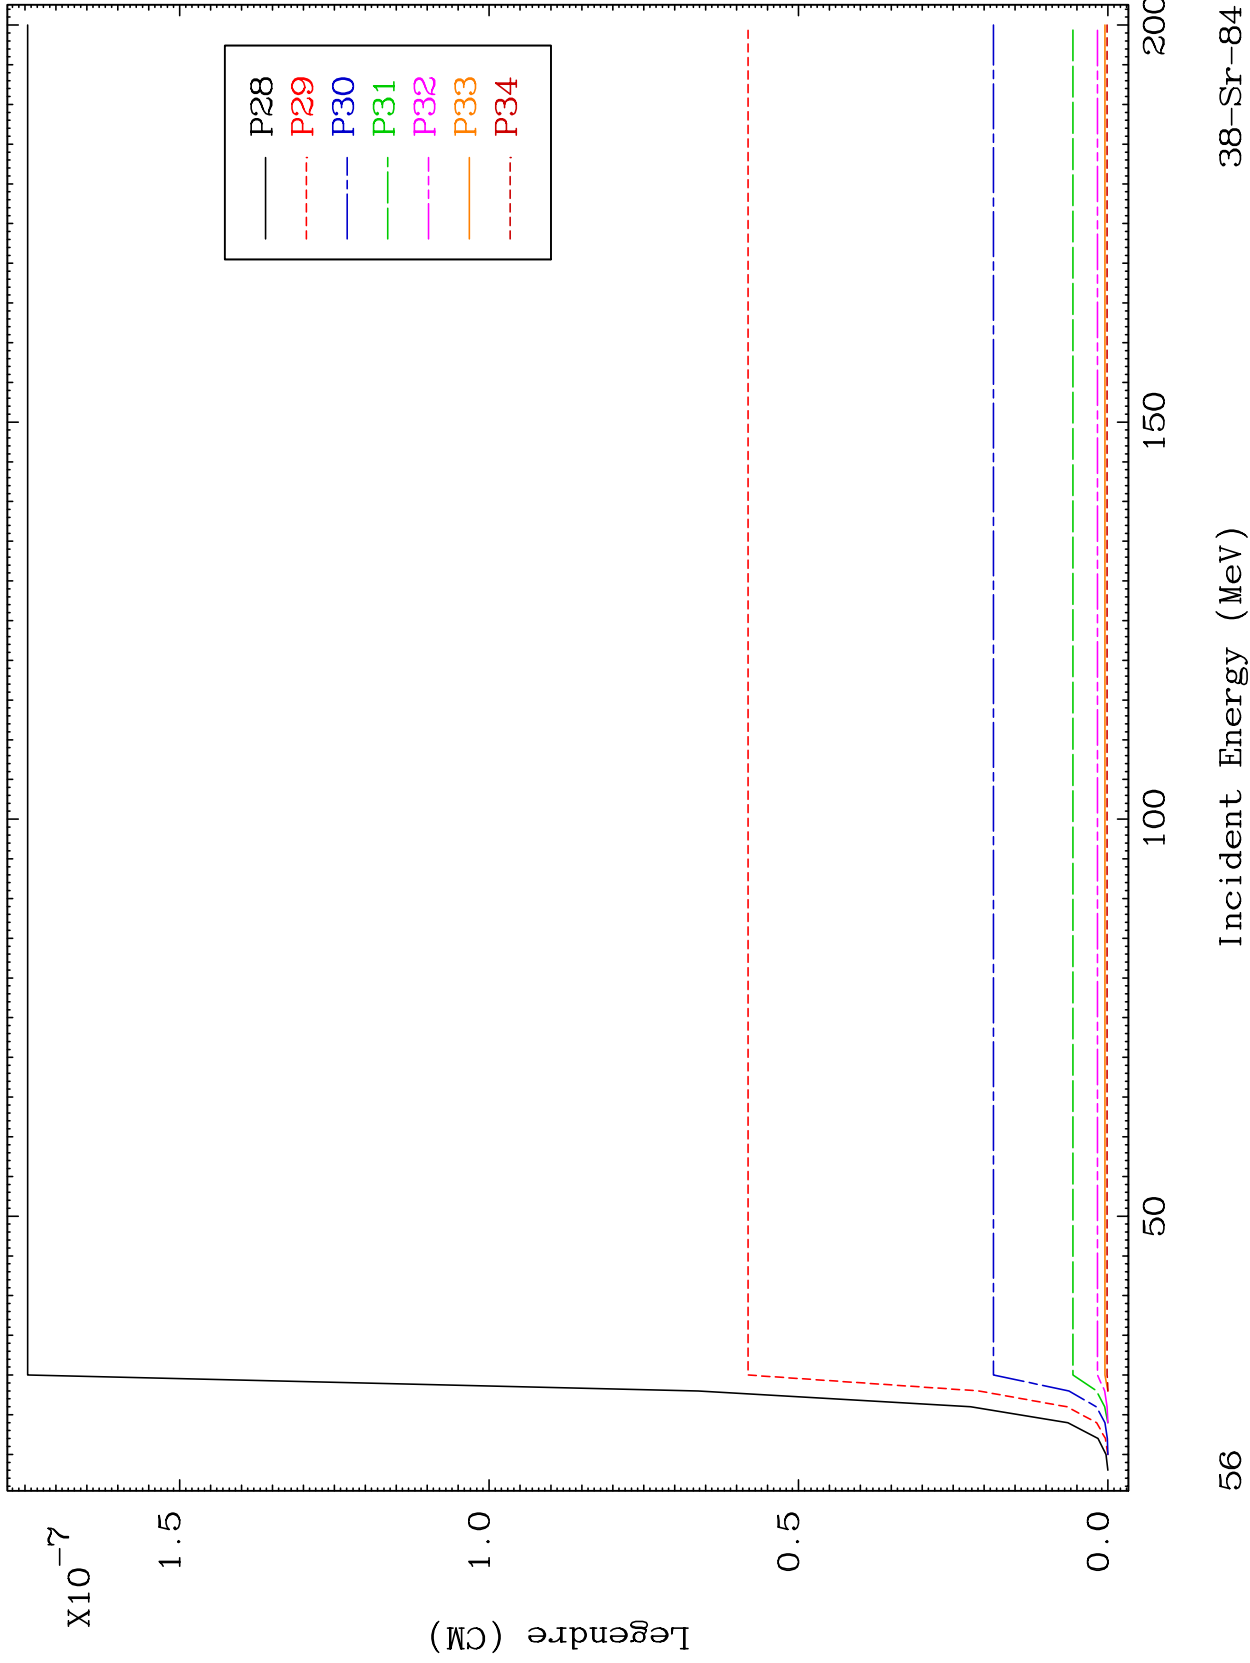 X10-7
1.5
1.0
0.5
0.0
Legendre (CM)
P28
P29
P30
P31
P32
P33
P34
50
100
150
200
Incident Energy (MeV)
56
38-Sr-84